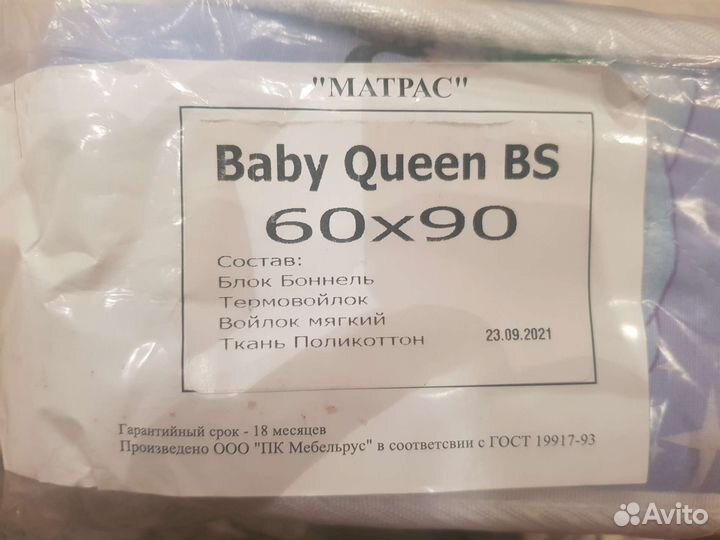 "МАТРАС"
Baby Queen BS
60x90
Состав:
Блок Боннель
Термовойлок
Войлок мягкий
Ткань Поликоттон 23.09.2021
Гарантийный срок - 18 месяцев
Произведено ООО "ПК Мебельрус" в соответсвии с ГОСТ 19917-93
Avito